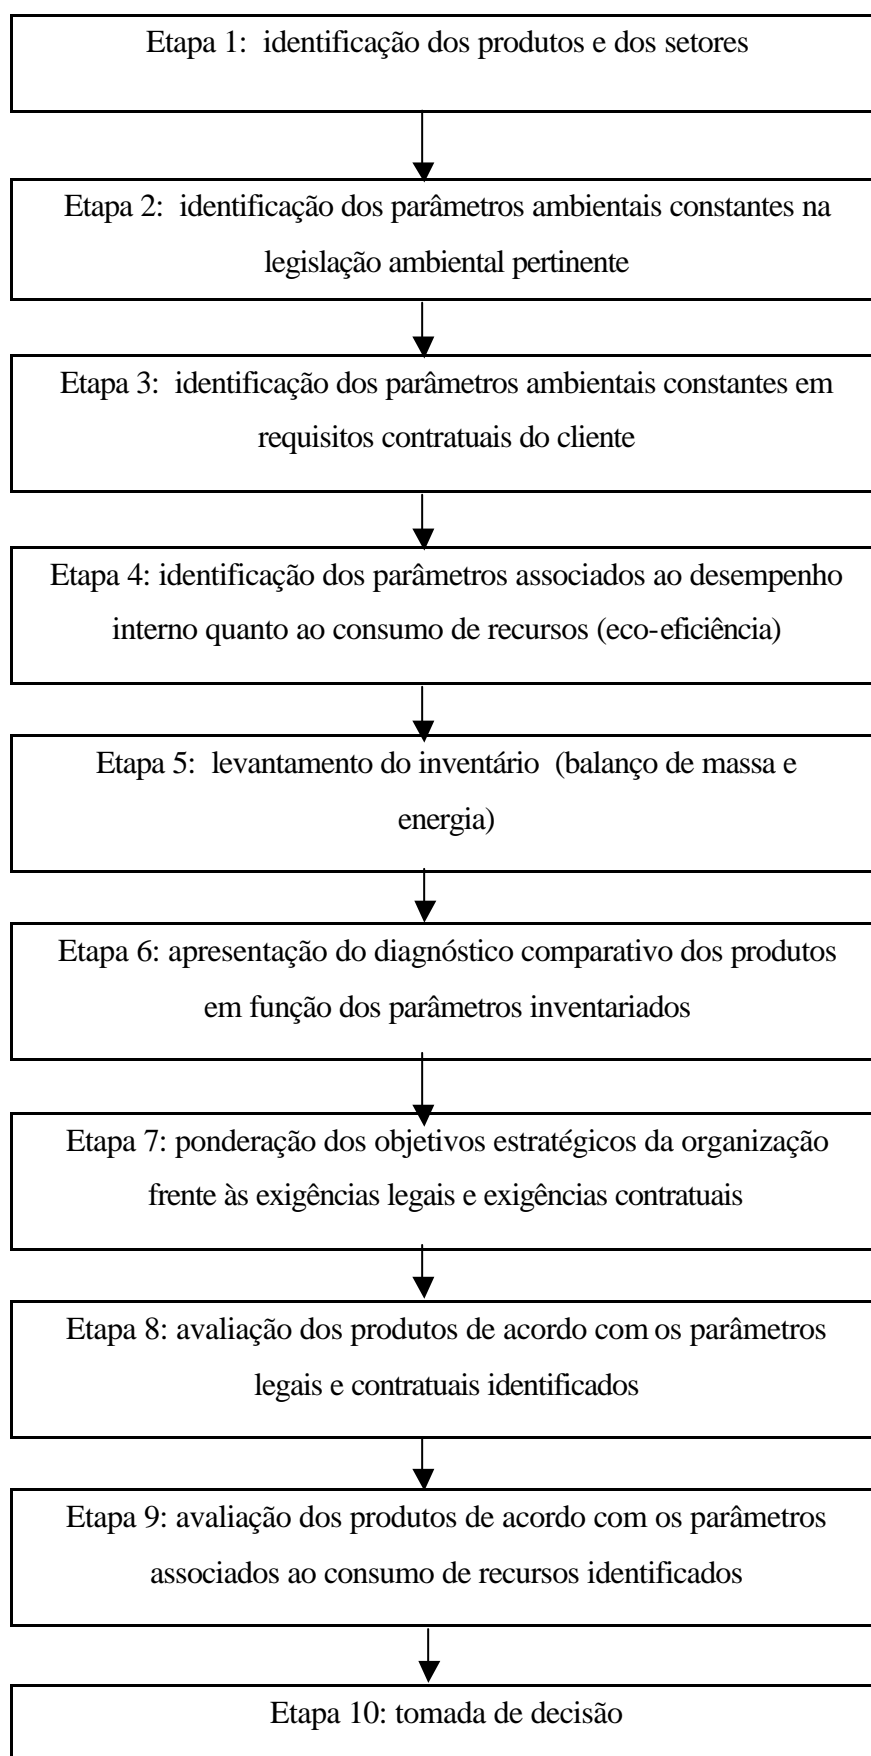 Etapa 1: identificação dos produtos e dos setores
Etapa 2: identificação dos parâmetros ambientais constantes na
legislação ambiental pertinente
Etapa 3: identificação dos parâmetros ambientais constantes em
requisitos contratuais do cliente
Etapa 4: identificação dos parâmetros associados ao desempenho
interno quanto ao consumo de recursos (eco-eficiência)
Etapa 5: levantamento do inventário (balanço de massa e
energia)
Etapa 6: apresentação do diagnóstico comparativo dos produtos
em função dos parâmetros inventariados
Etapa 7: ponderação dos objetivos estratégicos da organização
frente às exigências legais e exigências contratuais
Etapa 8: avaliação dos produtos de acordo com os parâmetros
legais e contratuais identificados
Etapa 9: avaliação dos produtos de acordo com os parâmetros
associados ao consumo de recursos identificados
Etapa 10: tomada de decisão